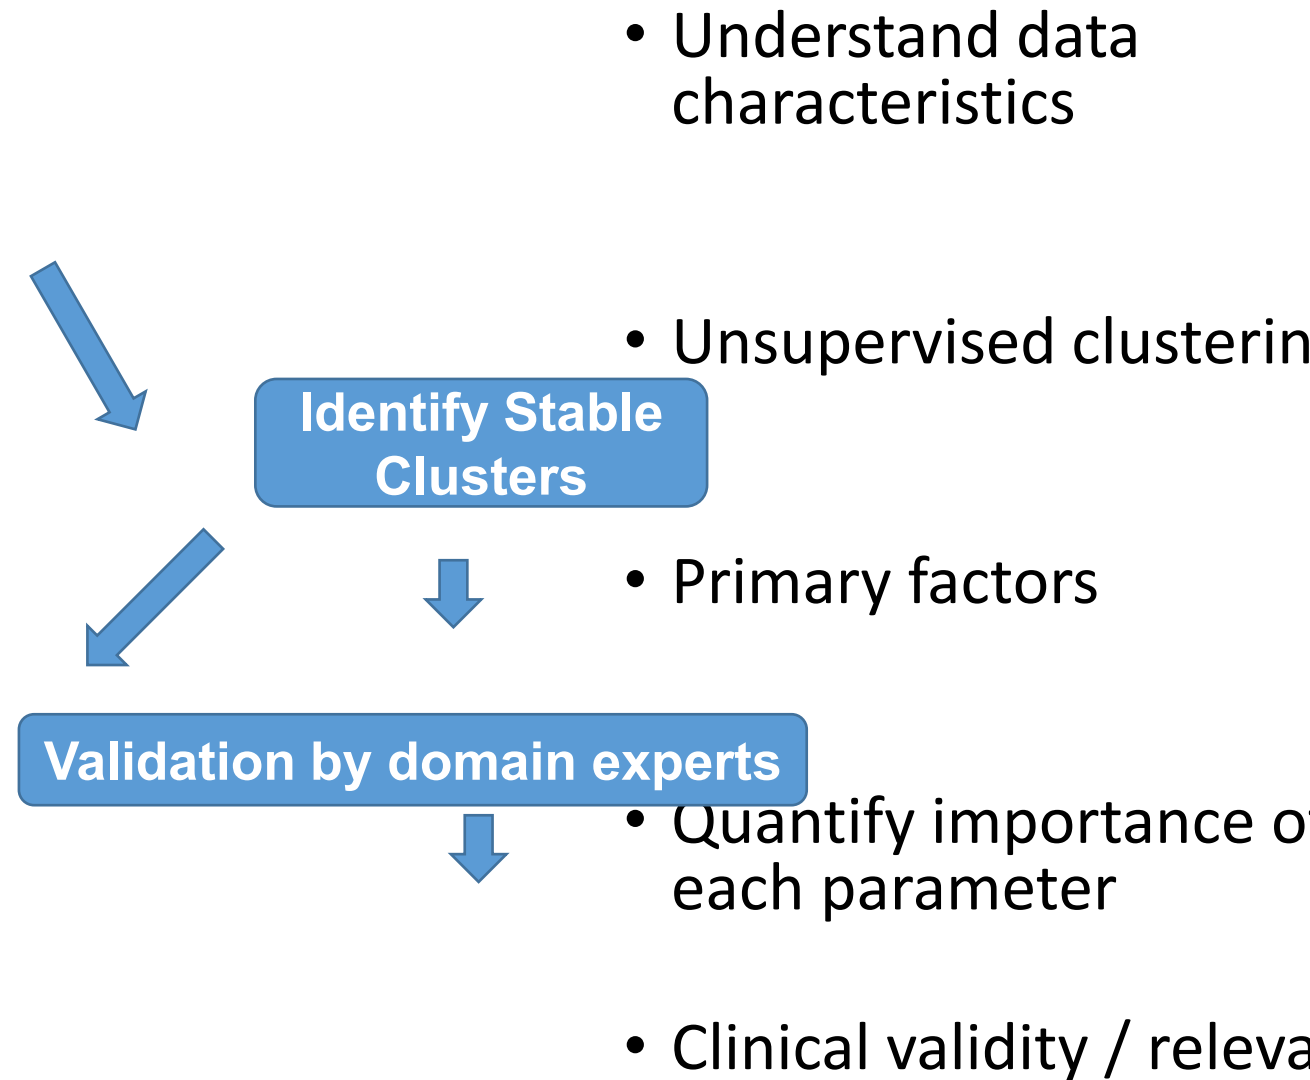 • Understand data
characteristics
• Unsupervised clusterin
Identify Stable
Clusters
• Primary factors
Validation by domain experts
• Quantify importance of
each parameter
• Clinical validity / releva